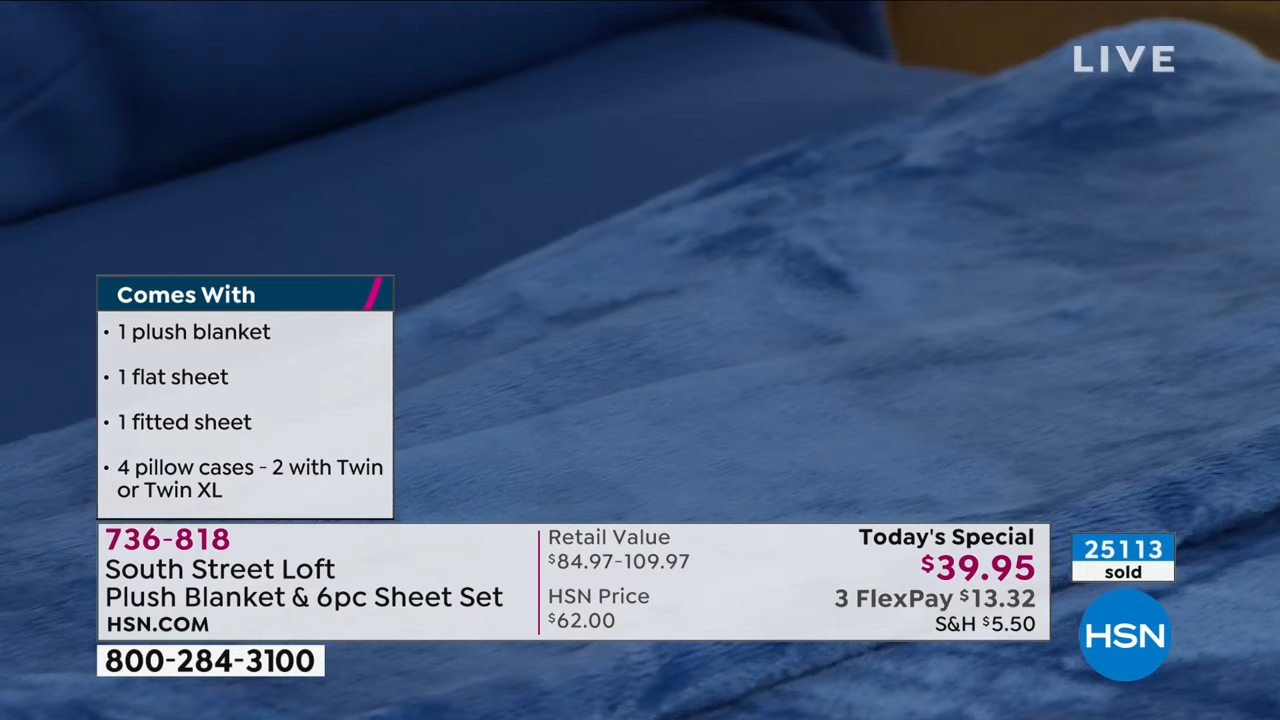 LIVE
Comes With
• 1 plush blanket
• 1 flat sheet
• 1 fitted sheet
• 4 pillow cases - 2 with Twin
or Twin XL
736-818
South Street Loft
Plush Blanket & 6pc Sheet Set
HSN.COM
Retail Value
$84.97-109.97
HSN Price
$62.00
Today's Special
$39.95
3 FlexPay $13.32
S&H $5.50
25113
sold
HSN
800-284-3100